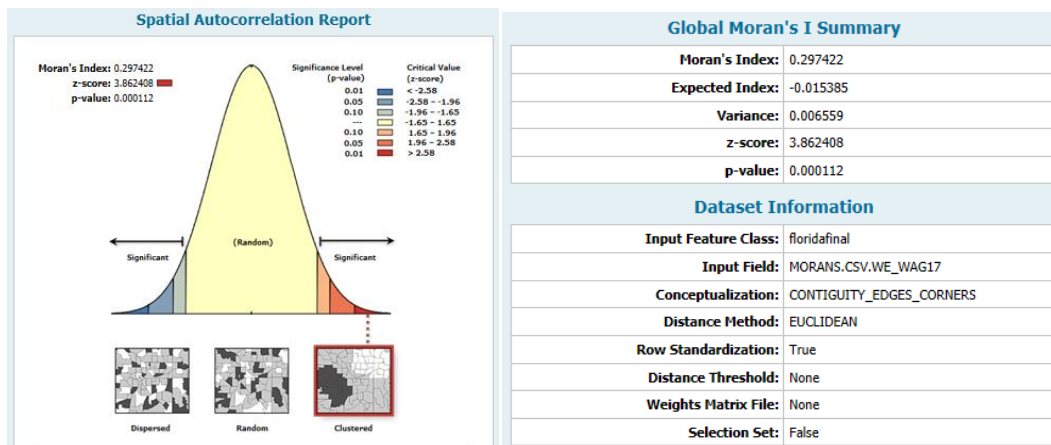 Spatial Autocorrelation Report
Moran's Index: 0.297422
z-score: 3.862408
p-value: 0.000112
Significance Level
(p-value)
Critical Value
(z-score)
0.01 < -2.58
0.05 -2.58 - -1.96
0.10 -1.96 - -1.65
--- -1.65 - 1.65
0.10 1.65 - 1.96
0.05 1.96 - 2.58
0.01 > 2.58
Significant
(Random)
Significant
Dispersed
Random
Clustered
Global Moran's I Summary
Moran's Index: 0.297422
Expected Index: -0.015385
Variance: 0.006559
z-score: 3.862408
p-value: 0.000112
Dataset Information
Input Feature Class: floridafinal
Input Field: MORANS.CSV.WE_WAG17
Conceptualization: CONTIGUITY_EDGES_CORNERS
Distance Method: EUCLIDEAN
Row Standardization: True
Distance Threshold: None
Weights Matrix File: None
Selection Set: False